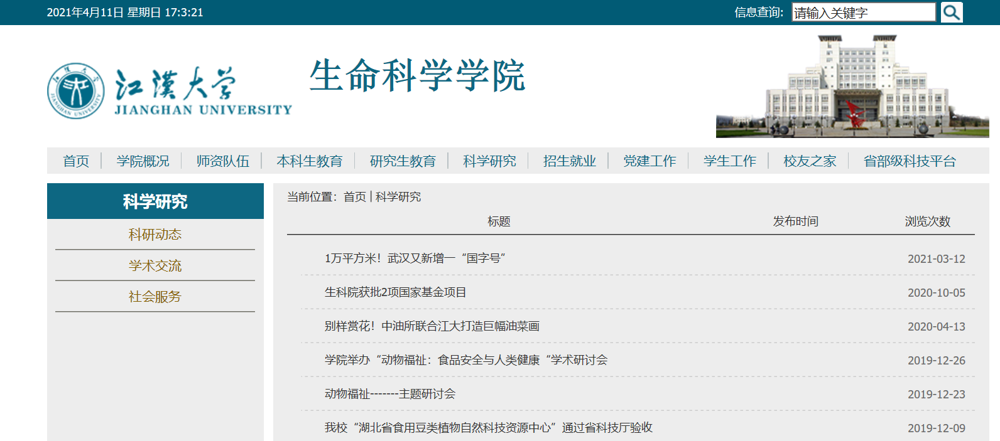 2021年4月11日 星期日 17:3:21
信息查询:
请输入关键字
江漢大学
JIANGHAN UNIVERSITY
生命科学学院
首页 学院概况 师资队伍 本科生教育 研究生教育 科学研究 招生就业 党建工作 学生工作 校友之家 省部级科技平台
科学研究
科研动态
学术交流
社会服务
当前位置：首页 | 科学研究
标题 发布时间 浏览次数
1万平方米！武汉又新增一“国字号” 2021-03-12
生科院获批2项国家基金项目 2020-10-05
别样赏花！中油所联合江大打造巨幅油菜画 2020-04-13
学院举办“动物福祉：食品安全与人类健康“学术研讨会 2019-12-26
动物福祉-------主题研讨会 2019-12-23
我校“湖北省食用豆类植物自然科技资源中心”通过省科技厅验收 2019-12-09